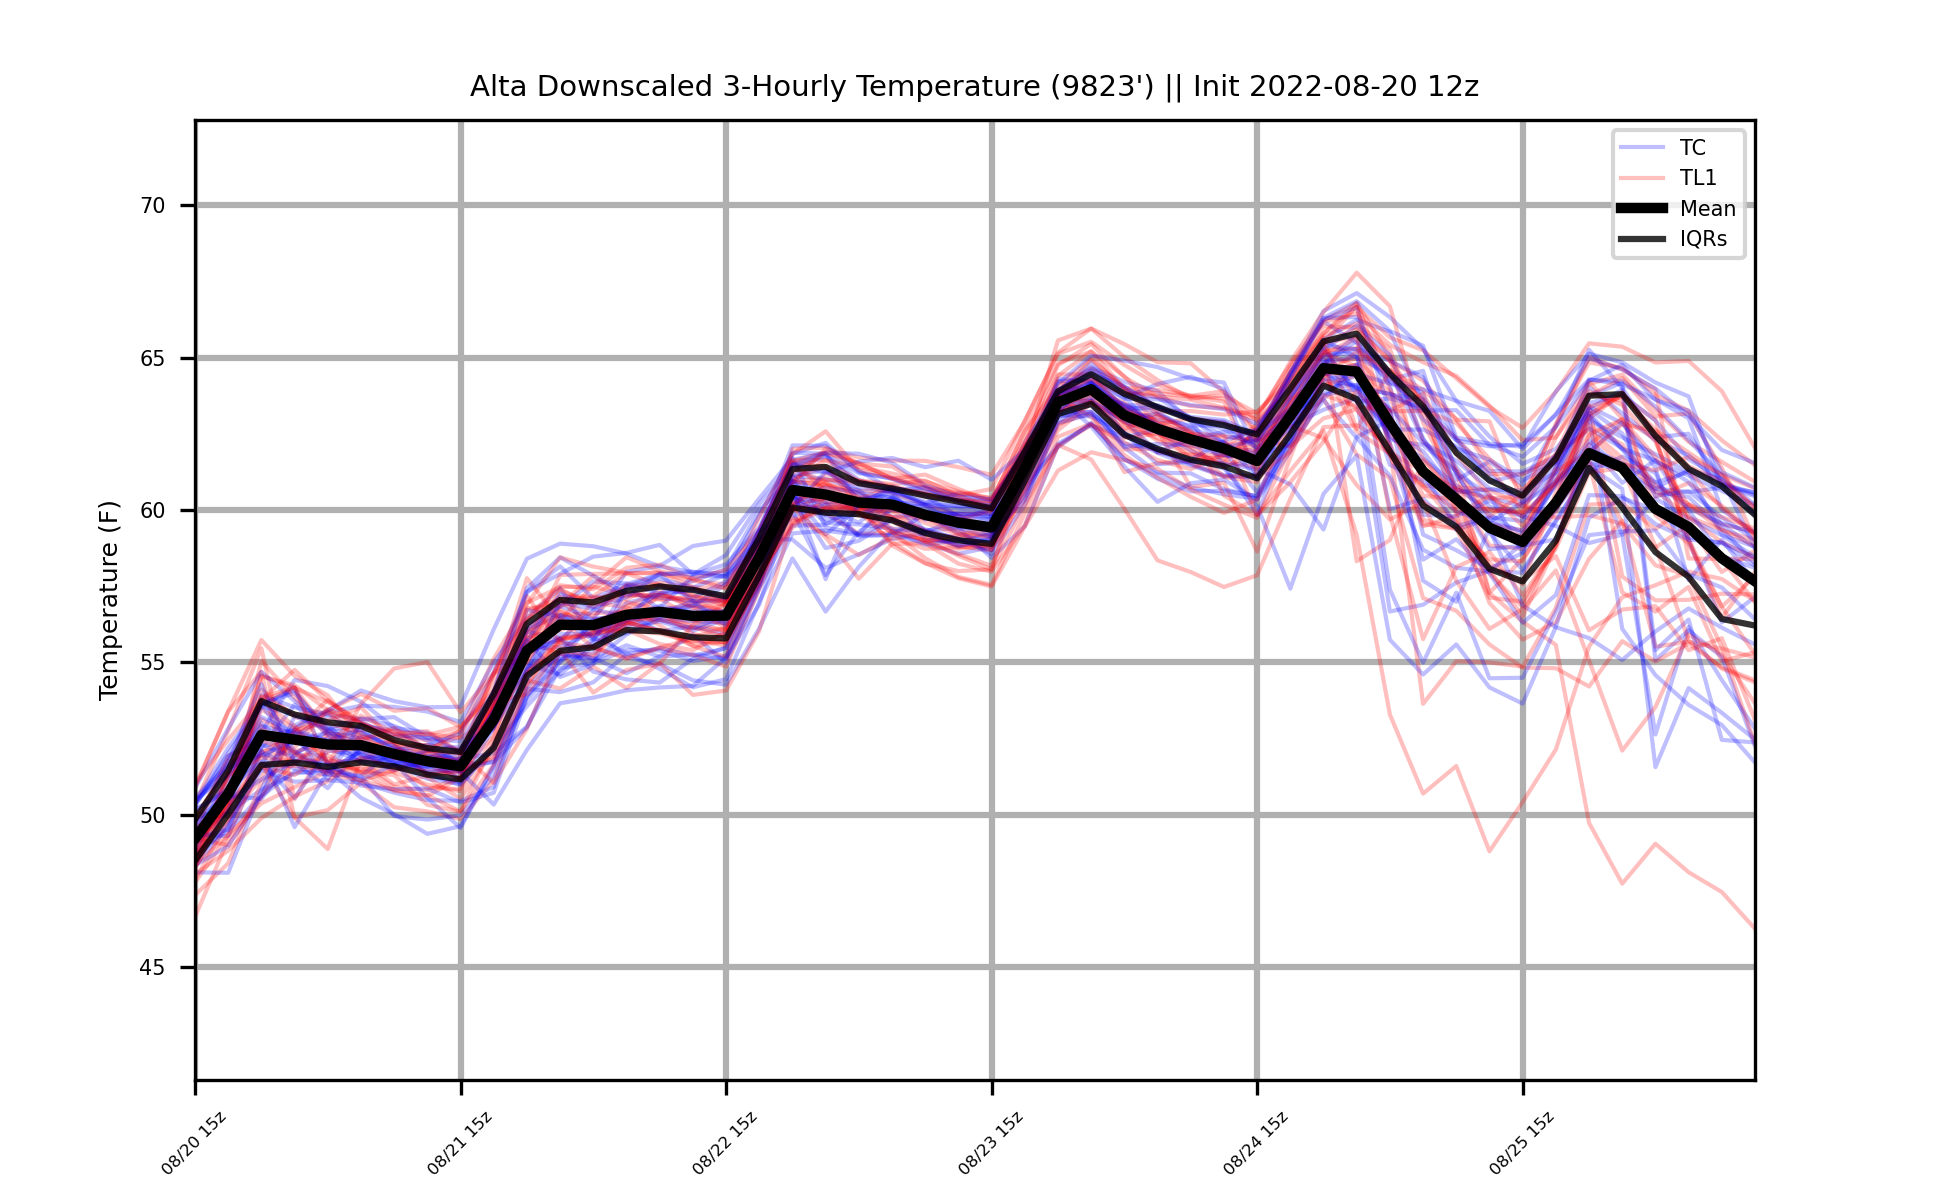 Alta Downscaled 3-Hourly Temperature (9823') || Init 2022-08-20 12z
TC
TL1
Mean
IQRs
Temperature (F)
70
65
60
55
50
45
08/20 15z
08/21 15z
08/22 15z
08/23 15z
08/24 15z
08/25 15z